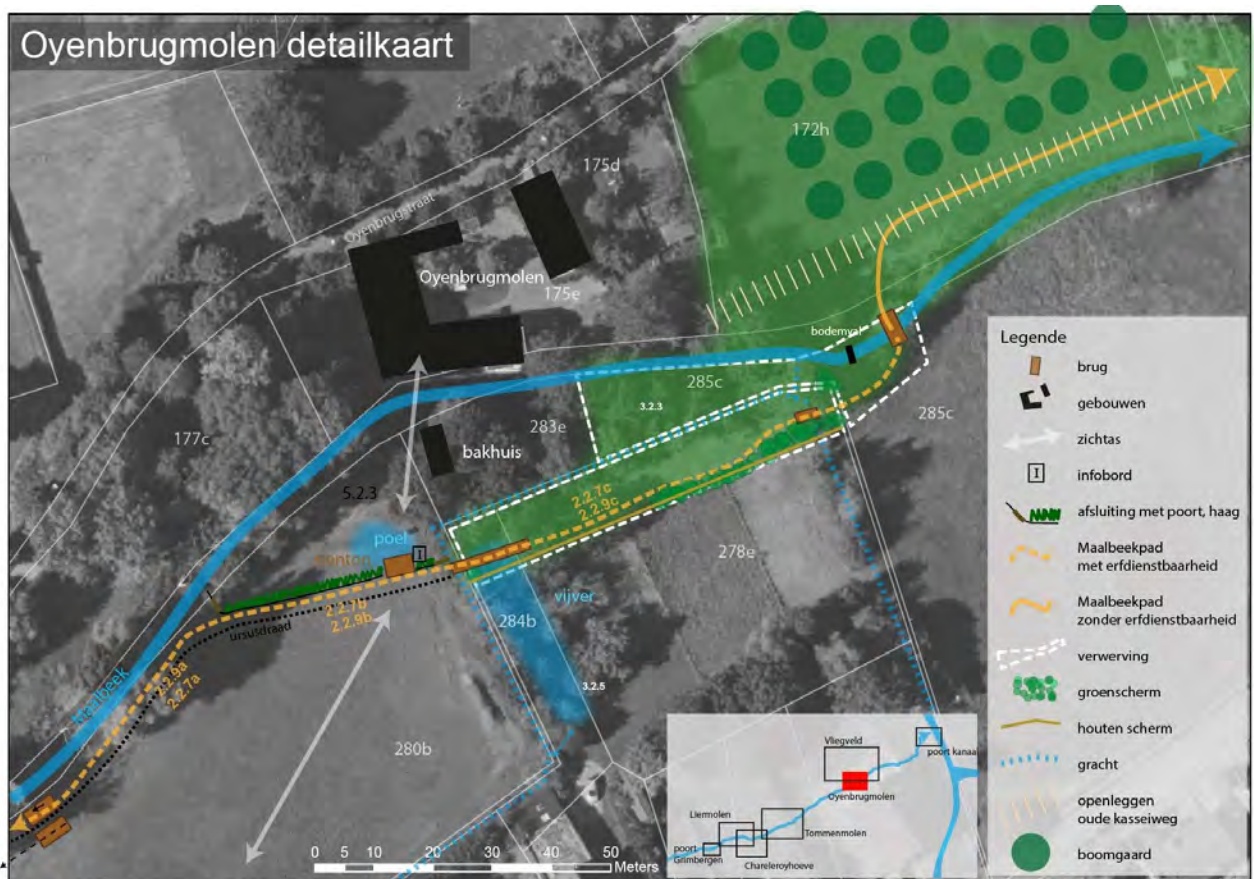 Oyenbrugmolen detailkaart
172h
175d
Oyenbrugstraat
Oyenbrugmolen
175e
bodemval
285c
3.2.3
283e
285c
177c
bakhuis
5.2.3
2.2.7c
2.2.9c
poel
I
ponton
278e
vijver
284b
2.2.7b
2.2.9b
ursusdraad
2.2.9a
2.2.7a
Maalbeek
3.2.5
280b
0 5 10 20 30 40 50
Meters
Legende
brug
gebouwen
zichtas
I
infobord
afsluiting met poort, haag
Maalbeekpad
met erfdienstbaarheid
Maalbeekpad
zonder erfdienstbaarheid
verwerving
groenscherm
houten scherm
gracht
openleggen
oude kasseiweg
boomgaard
Vliegveld
poort kanaal
Oyenbrugmolen
Liermolen
Tommenmolen
poort
Grimbergen
Chareleroyhoeve